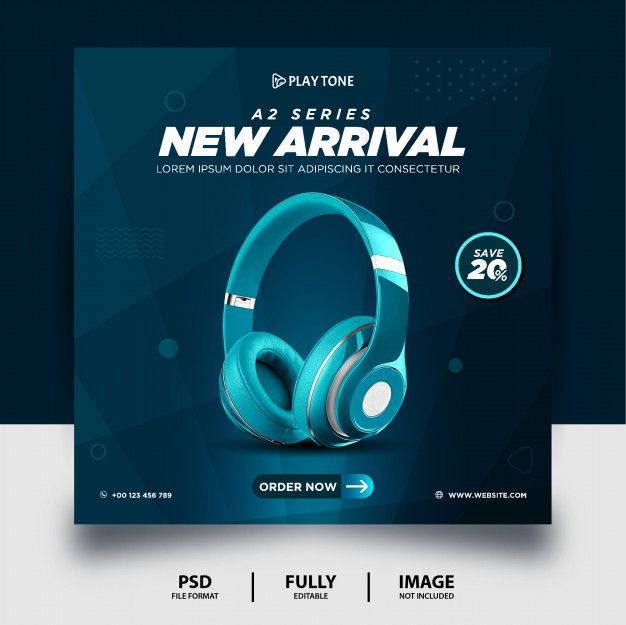 PLAY TONE
A2 SERIES
NEW ARRIVAL
LOREM IPSUM DOLOR SIT ADIPISCING IT CONSECTETUR
SAVE
20%
ORDER NOW
+00 123 456 789
WWW.WEBSITE.COM
PSD
FILE FORMAT
FULLY
EDITABLE
IMAGE
NOT INCLUDED